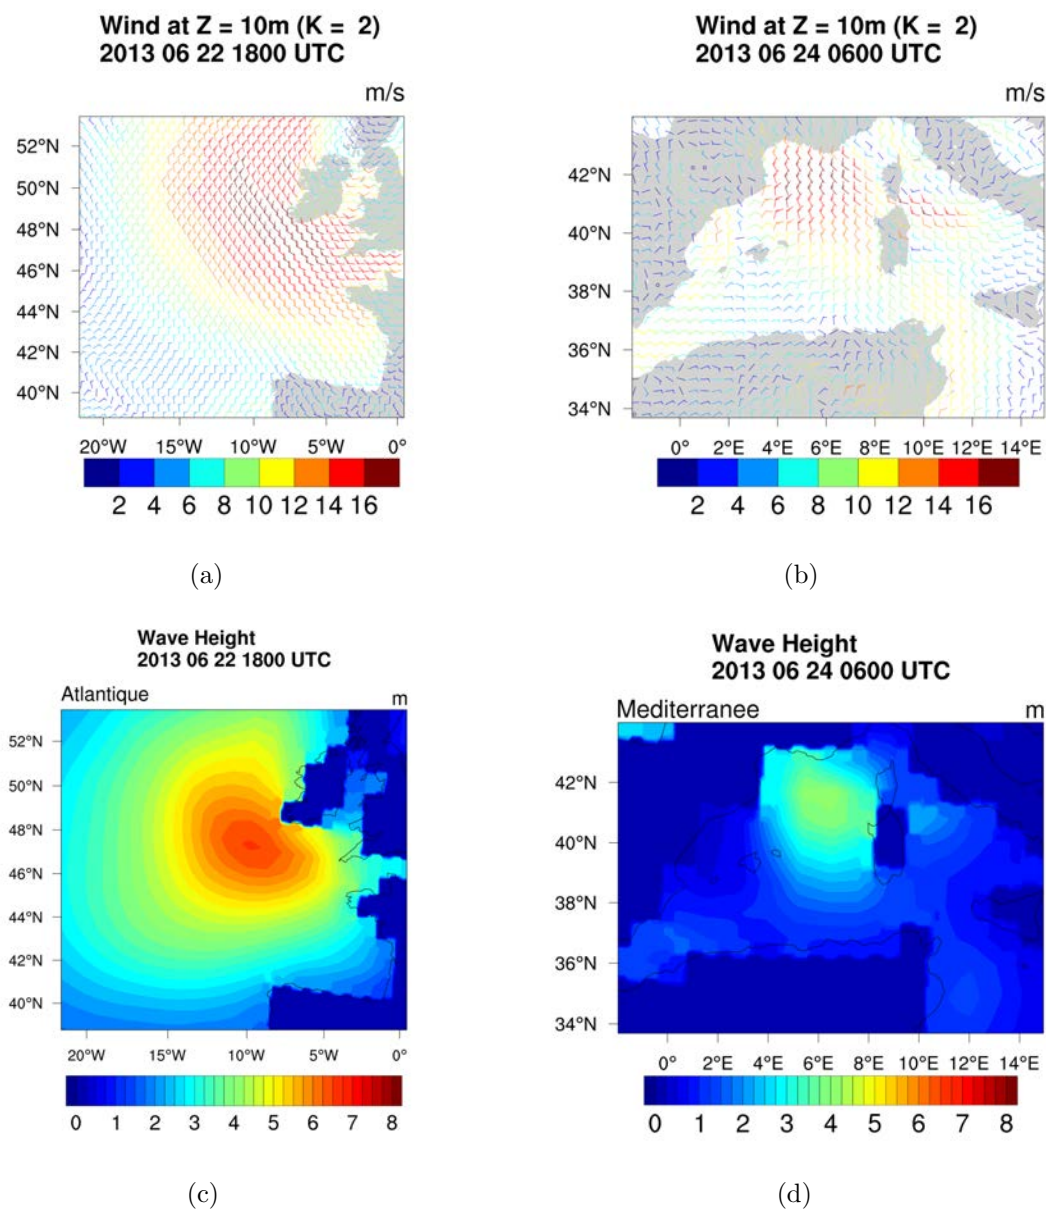 Wind at Z = 10m (K = 2)
2013 06 22 1800 UTC
m/s
52°N
50°N
48°N
46°N
44°N
42°N
40°N
20°W 15°W 10°W 5°W 0°
2 4 6 8 10 12 14 16
(a)
Wind at Z = 10m (K = 2)
2013 06 24 0600 UTC
m/s
42°N
40°N
38°N
36°N
34°N
0° 2°E 4°E 6°E 8°E 10°E 12°E 14°E
2 4 6 8 10 12 14 16
(b)
Wave Height
2013 06 22 1800 UTC
Atlantique m
52°N
50°N
48°N
46°N
44°N
42°N
40°N
20°W 15°W 10°W 5°W 0°
0 1 2 3 4 5 6 7 8
(c)
Wave Height
2013 06 24 0600 UTC
Mediterranee m
42°N
40°N
38°N
36°N
34°N
0° 2°E 4°E 6°E 8°E 10°E 12°E 14°E
0 1 2 3 4 5 6 7 8
(d)